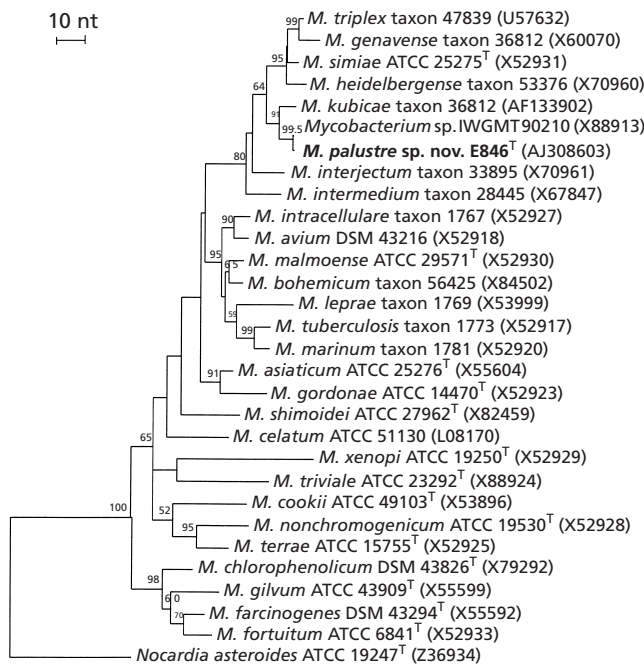 10 nt
99
M. triplex taxon 47839 (U57632)
M. genavense taxon 36812 (X60070)
95
M. simiae ATCC 25275T (X52931)
64
M. heidelbergense taxon 53376 (X70960)
91
M. kubicae taxon 36812 (AF133902)
99.5
Mycobacterium sp. IWGMT90210 (X88913)
M. palustre sp. nov. E846T (AJ308603)
80
M. interjectum taxon 33895 (X70961)
M. intermedium taxon 28445 (X67847)
90
M. intracellulare taxon 1767 (X52927)
M. avium DSM 43216 (X52918)
95
M. malmoense ATCC 29571T (X52930)
65
M. bohemicum taxon 56425 (X84502)
M. leprae taxon 1769 (X53999)
59
99
M. tuberculosis taxon 1773 (X52917)
M. marinum taxon 1781 (X52920)
M. asiaticum ATCC 25276T (X55604)
91
M. gordonae ATCC 14470T (X52923)
M. shimoidei ATCC 27962T (X82459)
65
M. celatum ATCC 51130 (L08170)
M. xenopi ATCC 19250T (X52929)
M. triviale ATCC 23292T (X88924)
100
52
M. cookii ATCC 49103T (X53896)
95
M. nonchromogenicum ATCC 19530T (X52928)
M. terrae ATCC 15755T (X52925)
98
M. chlorophenolicum DSM 43826T (X79292)
60
M. gilvum ATCC 43909T (X55599)
70
M. farcinogenes DSM 43294T (X55592)
M. fortuitum ATCC 6841T (X52933)
Nocardia asteroides ATCC 19247T (Z36934)